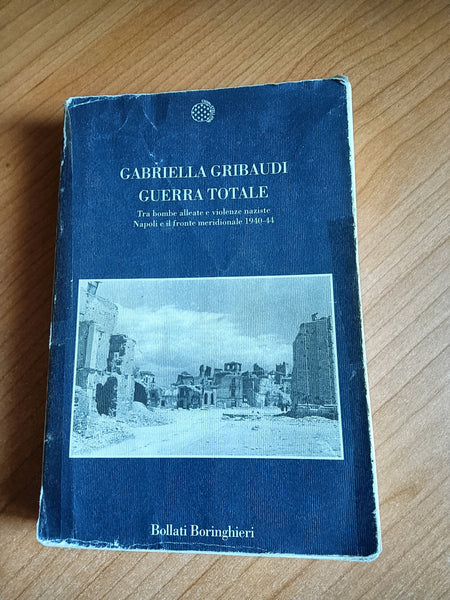 GABRIELLA GRIBAUDI
GUERRA TOTALE
Tra bombe alleate e violenze naziste
Napoli e il fronte meridionale 1940-44
Bollati Boringhieri